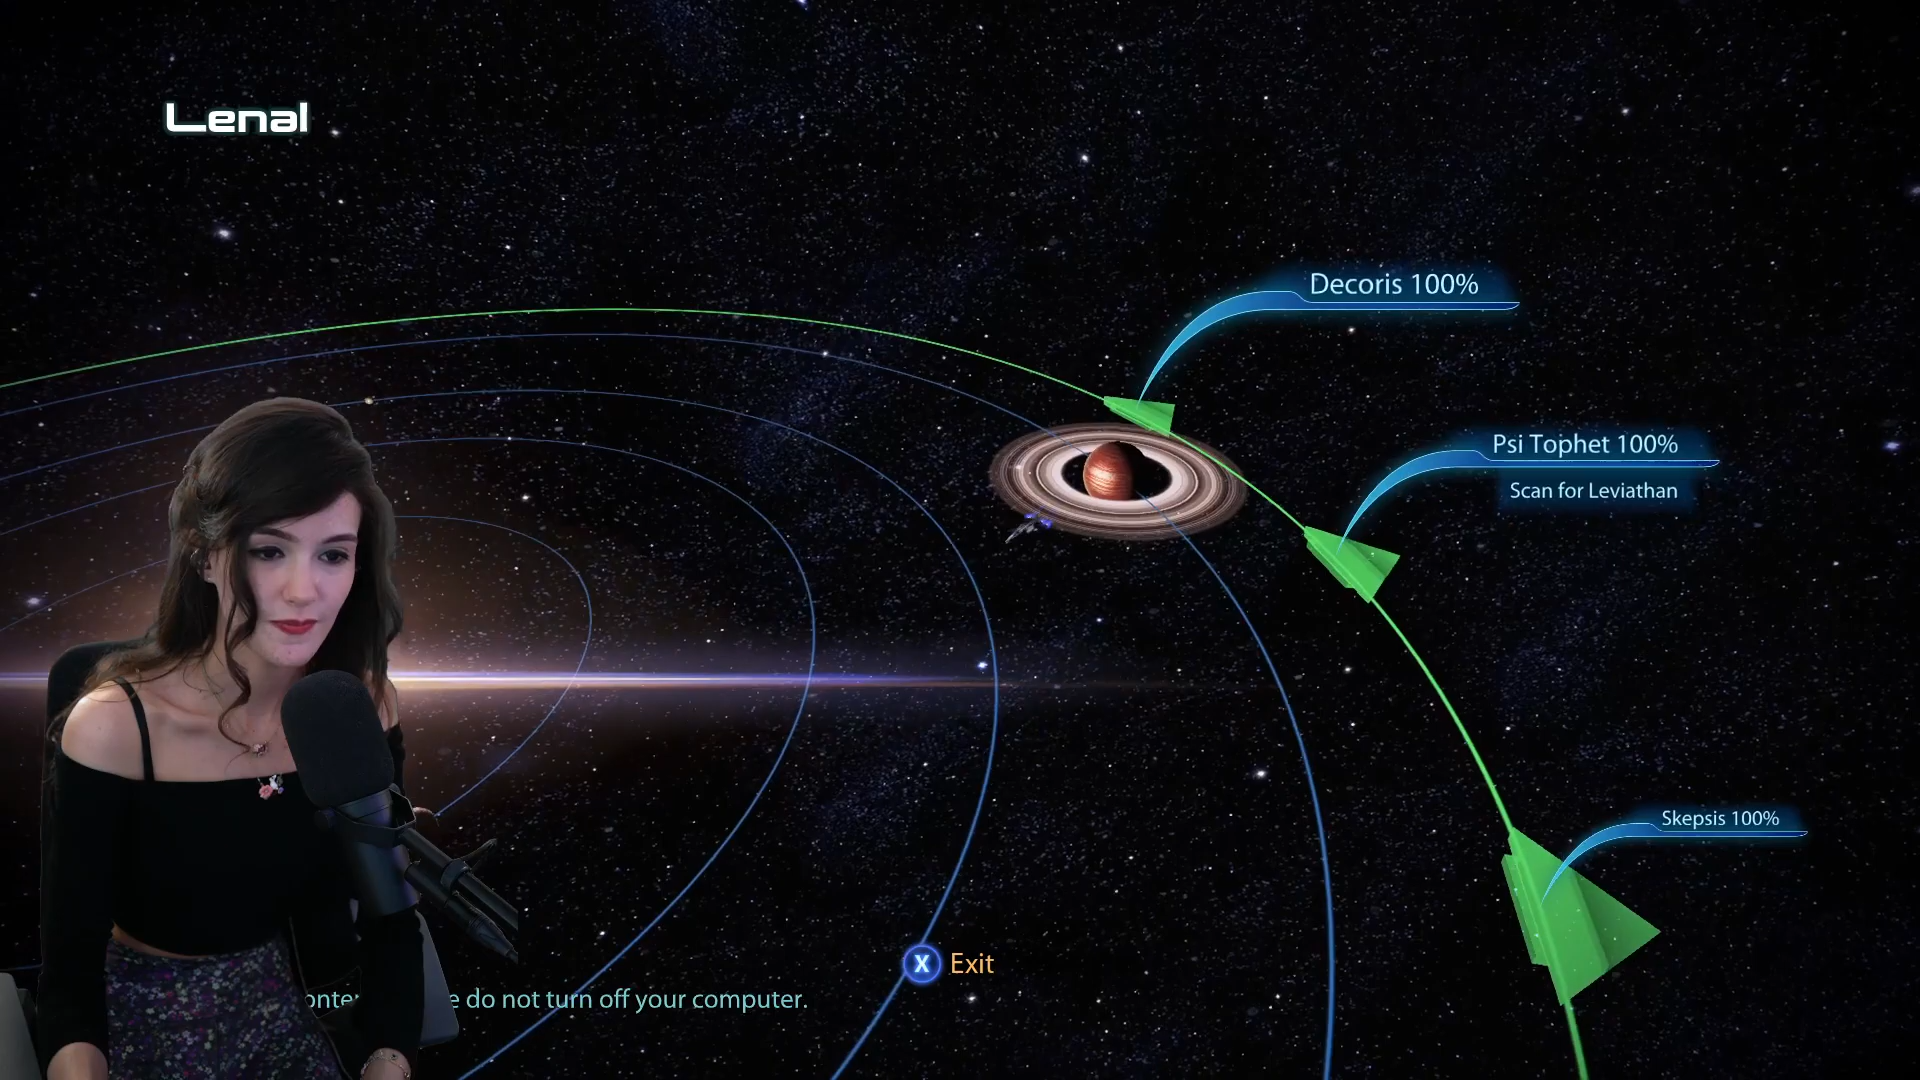 Lenal
Decoris 100%
Psi Tophet 100%
Scan for Leviathan
Skepsis 100%
X Exit
do not turn off your computer.